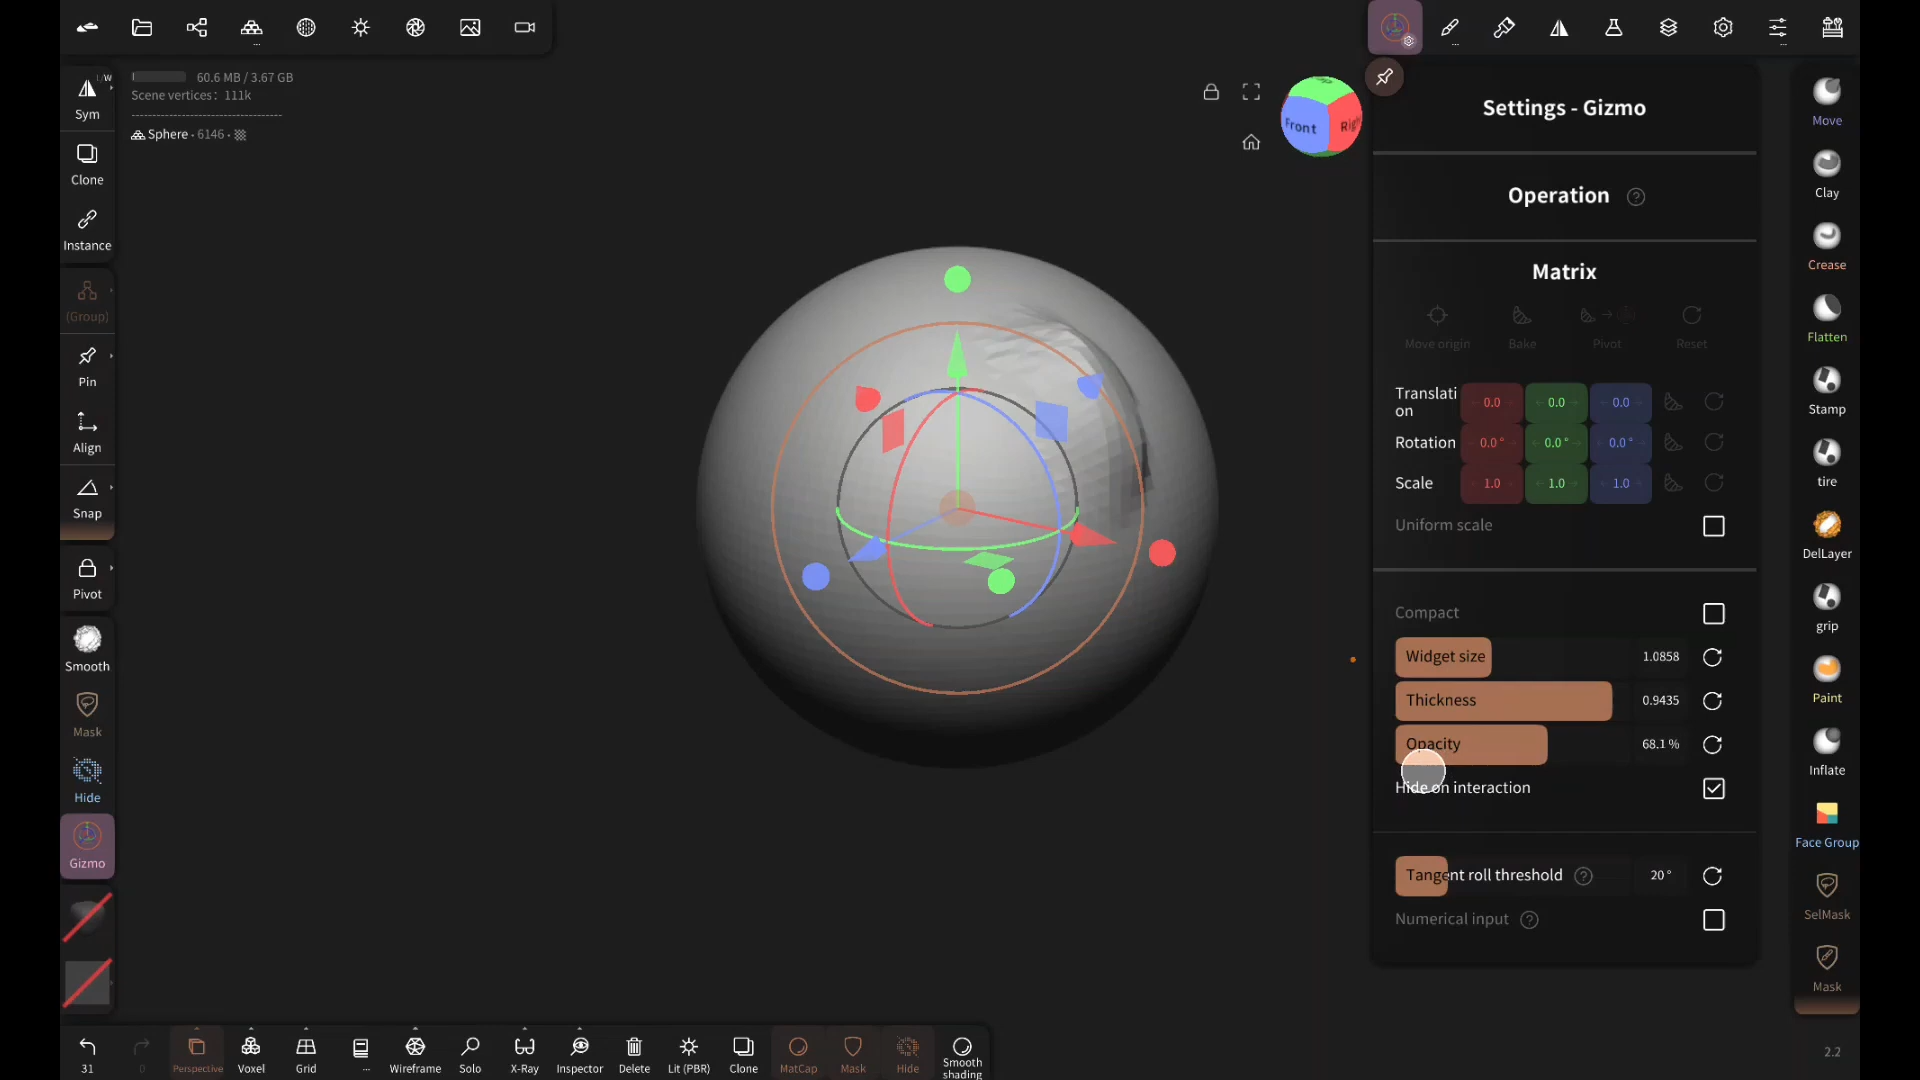 60.6 MB / 3.67 GB
Scene vertices: 111k
Sphere · 6146 ·
/W
Sym
Clone
Instance
(Group)
Pin
Align
Snap
Pivot
Smooth
Mask
Hide
Gizmo
Front
Settings - Gizmo
Operation ?
Matrix
Move origin Bake Pivot Reset
Translati
on
0.0 0.0 0.0
Rotation 0.0° 0.0° 0.0°
Scale 1.0 1.0 1.0
Uniform scale
Compact
Widget size 1.0858
Thickness 0.9435
Opacity 68.1 %
Hide on interaction
Tangent roll threshold ? 20°
Numerical input ?
Move
Clay
Crease
Flatten
Stamp
tire
DelLayer
grip
Paint
Inflate
Face Group
SelMask
Mask
31 0 Perspective Voxel Grid ... Wireframe Solo X-Ray Inspector Delete Lit (PBR) Clone MatCap Mask Hide Smooth
shading
2.2